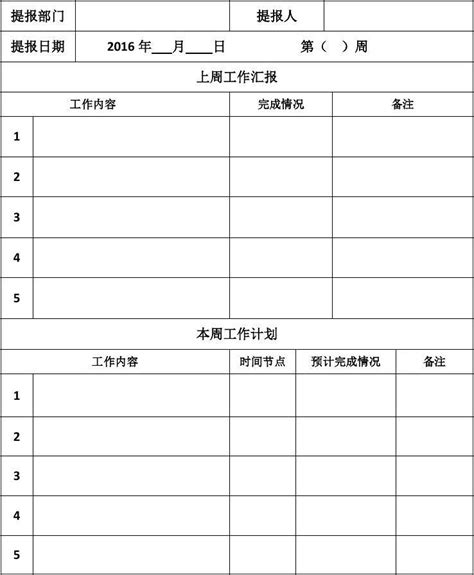 提报部门 提报人
提报日期 2016 年___月____日 第（ ）周
上周工作汇报
工作内容 完成情况 备注
1
2
3
4
5
本周工作计划
工作内容 时间节点 预计完成情况 备注
1
2
3
4
5